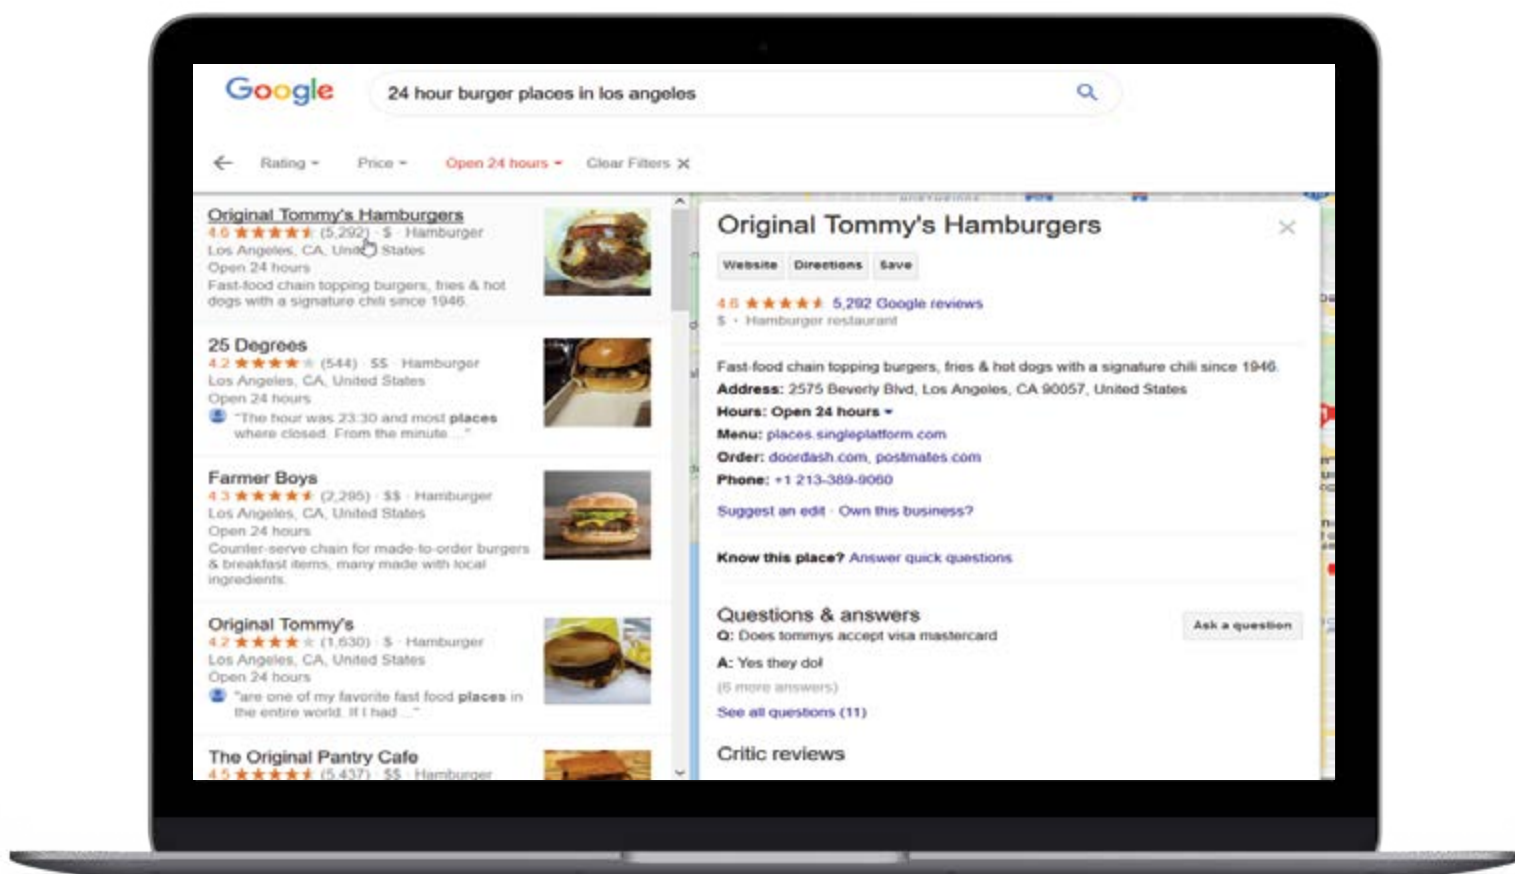 Google
24 hour burger places in los angeles
Rating
Price
Open 24 hours
Clear Filters
Original Tommy's Hamburgers
4.6 ★★★★★ (5,292) · $ · Hamburger
Los Angeles, CA, United States
Open 24 hours
Fast-food chain topping burgers, fries & hot
dogs with a signature chili since 1946.
25 Degrees
4.2 ★★★★★ (544) · $$ · Hamburger
Los Angeles, CA, United States
Open 24 hours
"The hour was 23:30 and most places
where closed. From the minute ..."
Farmer Boys
4.3 ★★★★★ (2,295) · $$ · Hamburger
Los Angeles, CA, United States
Open 24 hours
Counter-serve chain for made-to-order burgers
& breakfast items, many made with local
ingredients.
Original Tommy's
4.2 ★★★★★ (1,630) · $ · Hamburger
Los Angeles, CA, United States
Open 24 hours
"are one of my favorite fast food places in
the entire world. If I had ..."
The Original Pantry Cafe
4.5 ★★★★★ (5,437) · $$ · Hamburger
Original Tommy's Hamburgers
Website Directions Save
4.6 ★★★★★ 5,292 Google reviews
$ · Hamburger restaurant
Fast-food chain topping burgers, fries & hot dogs with a signature chili since 1946.
Address: 2575 Beverly Blvd, Los Angeles, CA 90057, United States
Hours: Open 24 hours
Menu: places.singleplatform.com
Order: doordash.com, postmates.com
Phone: +1 213-389-9060
Suggest an edit · Own this business?
Know this place? Answer quick questions
Questions & answers
Ask a question
Q: Does tommys accept visa mastercard
A: Yes they do!
(6 more answers)
See all questions (11)
Critic reviews